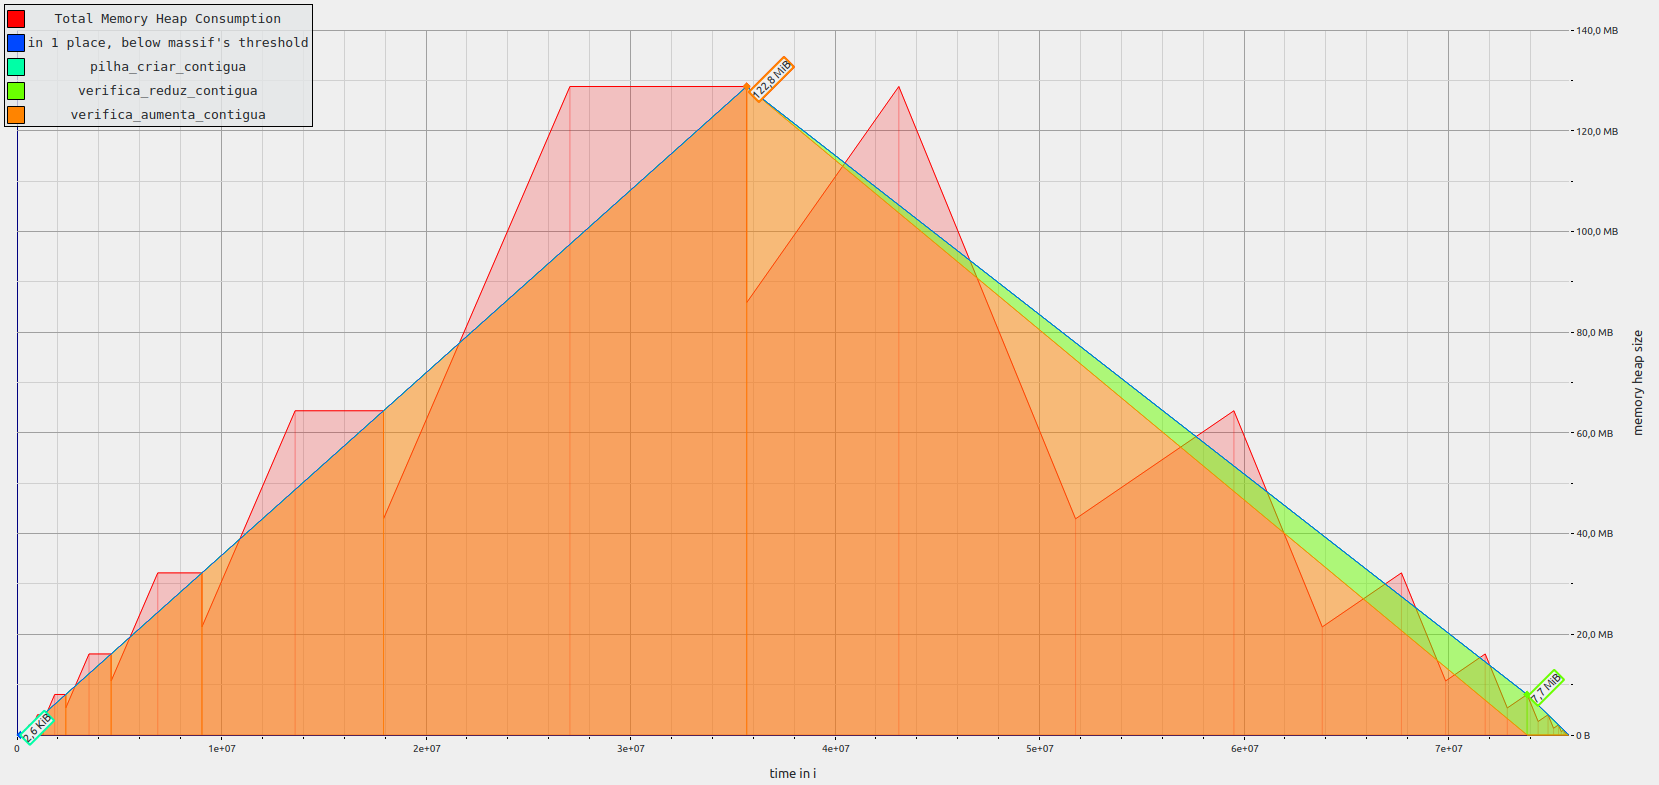 Total Memory Heap Consumption
in 1 place, below massif's threshold
pilha_criar_contigua
verifica_reduz_contigua
verifica_aumenta_contigua
122,8 MiB
2,6 KiB
7,7 MiB
140,0 MB
120,0 MB
100,0 MB
80,0 MB
60,0 MB
40,0 MB
20,0 MB
0 B
memory heap size
0
1e+07
2e+07
3e+07
4e+07
5e+07
6e+07
7e+07
time in i